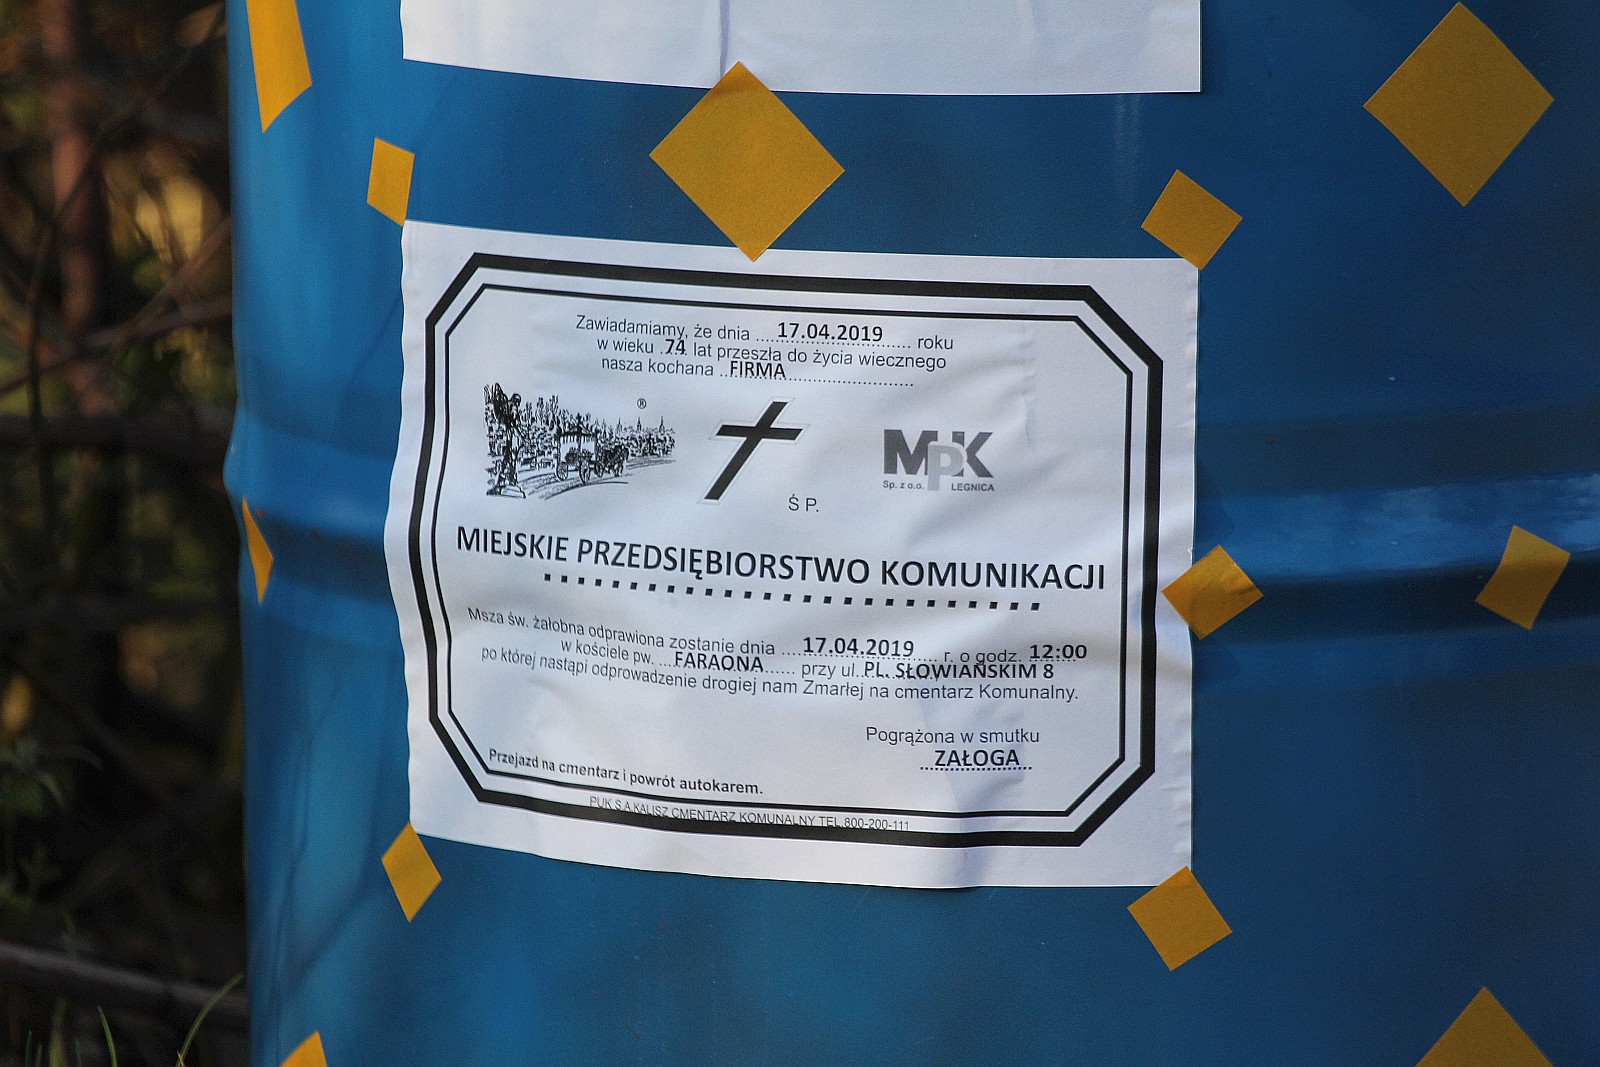 Zawiadamiamy, że dnia ...17.04.2019...... roku
w wieku .74. lat przeszła do życia wiecznego
nasza kochana ..FIRMA..........................
®
MPK
Sp. z o.o. LEGNICA
Ś P.
MIEJSKIE PRZEDSIĘBIORSTWO KOMUNIKACJI
Msza św. żałobna odprawiona zostanie dnia ....17.04.2019.... r. o godz. 12:00
w kościele pw. ...FARAONA...... przy ul. PL. SŁOWIAŃSKIM 8
po której nastąpi odprowadzenie drogiej nam Zmarłej na cmentarz Komunalny.
Pogrążona w smutku
ZAŁOGA
Przejazd na cmentarz i powrót autokarem.
PUK S.A.KALISZ CMENTARZ KOMUNALNY TEL.800-200-111